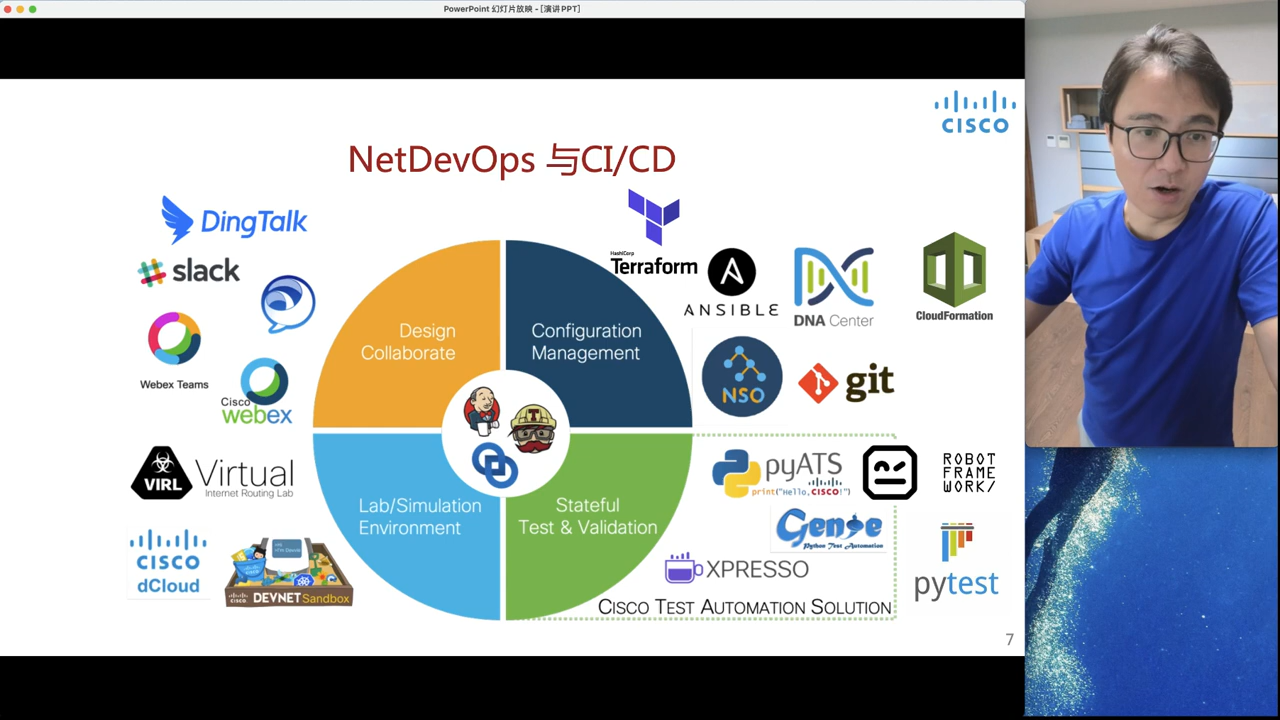 PowerPoint 幻灯片放映 - [演讲PPT]
CISCO
NetDevOps 与CI/CD
DingTalk
slack
Webex Teams
Cisco
webex
HashiCorp
Terraform
ANSIBLE
DNA Center
CloudFormation
NSO
git
Design
Collaborate
Configuration
Management
VIRL
Virtual
Internet Routing Lab
Lab/Simulation
Environment
Stateful
Test & Validation
T
pyATS
print("Hello,CISCO!")
ROBOT
FRAME
WORK/
Genie
Python Test Automation
XPRESSO
CISCO TEST AUTOMATION SOLUTION
pytest
CISCO
dCloud
DEVNET Sandbox
7